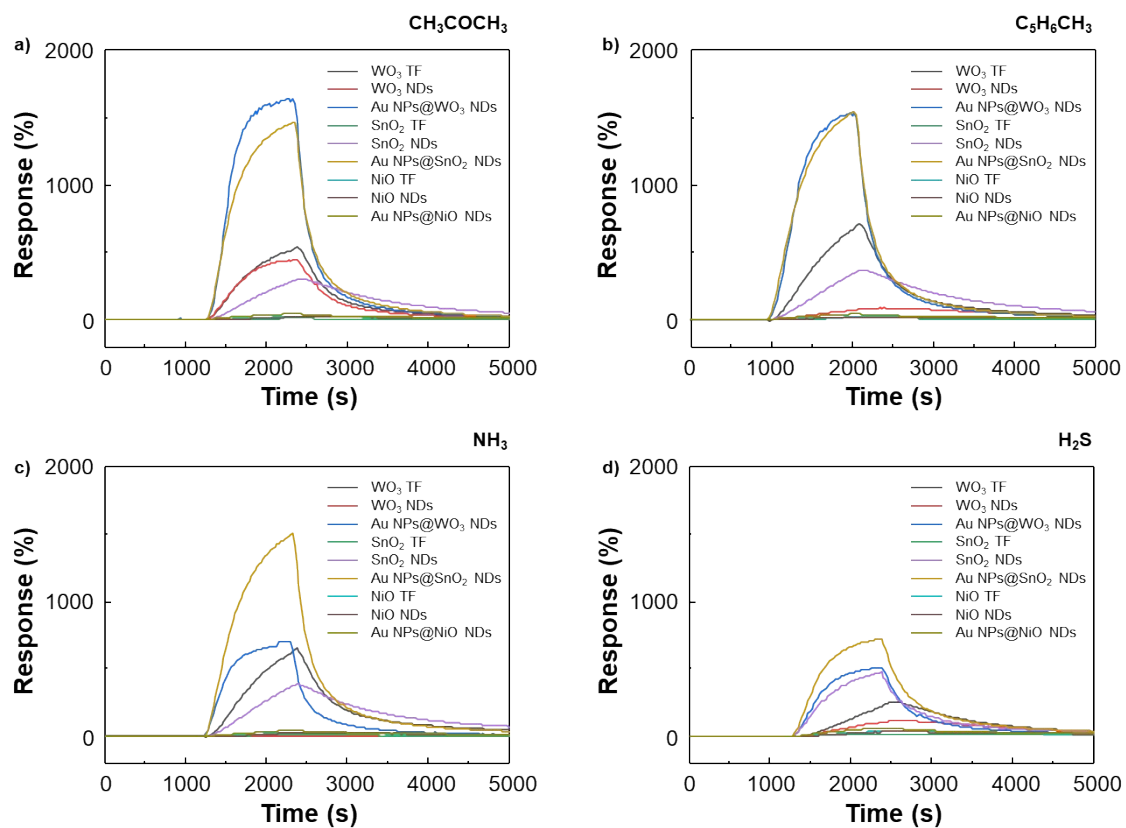 a)
CH₃COCH₃
2000
1000
0
Response (%)
WO₃ TF
WO₃ NDs
Au NPs@WO₃ NDs
SnO₂ TF
SnO₂ NDs
Au NPs@SnO₂ NDs
NiO TF
NiO NDs
Au NPs@NiO NDs
0 1000 2000 3000 4000 5000
Time (s)
b)
C₅H₆CH₃
2000
1000
0
Response (%)
WO₃ TF
WO₃ NDs
Au NPs@WO₃ NDs
SnO₂ TF
SnO₂ NDs
Au NPs@SnO₂ NDs
NiO TF
NiO NDs
Au NPs@NiO NDs
0 1000 2000 3000 4000 5000
Time (s)
c)
NH₃
2000
1000
0
Response (%)
WO₃ TF
WO₃ NDs
Au NPs@WO₃ NDs
SnO₂ TF
SnO₂ NDs
Au NPs@SnO₂ NDs
NiO TF
NiO NDs
Au NPs@NiO NDs
0 1000 2000 3000 4000 5000
Time (s)
d)
H₂S
2000
1000
0
Response (%)
WO₃ TF
WO₃ NDs
Au NPs@WO₃ NDs
SnO₂ TF
SnO₂ NDs
Au NPs@SnO₂ NDs
NiO TF
NiO NDs
Au NPs@NiO NDs
0 1000 2000 3000 4000 5000
Time (s)